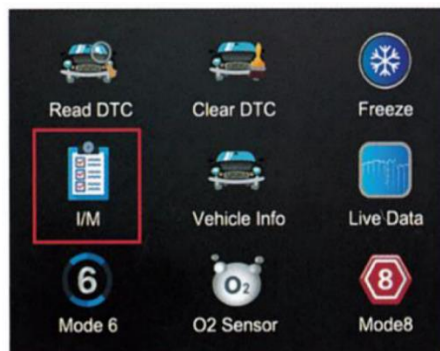 Read DTC
Clear DTC
Freeze
I/M
Vehicle Info
Live Data
6
O2
8
Mode 6
O2 Sensor
Mode8